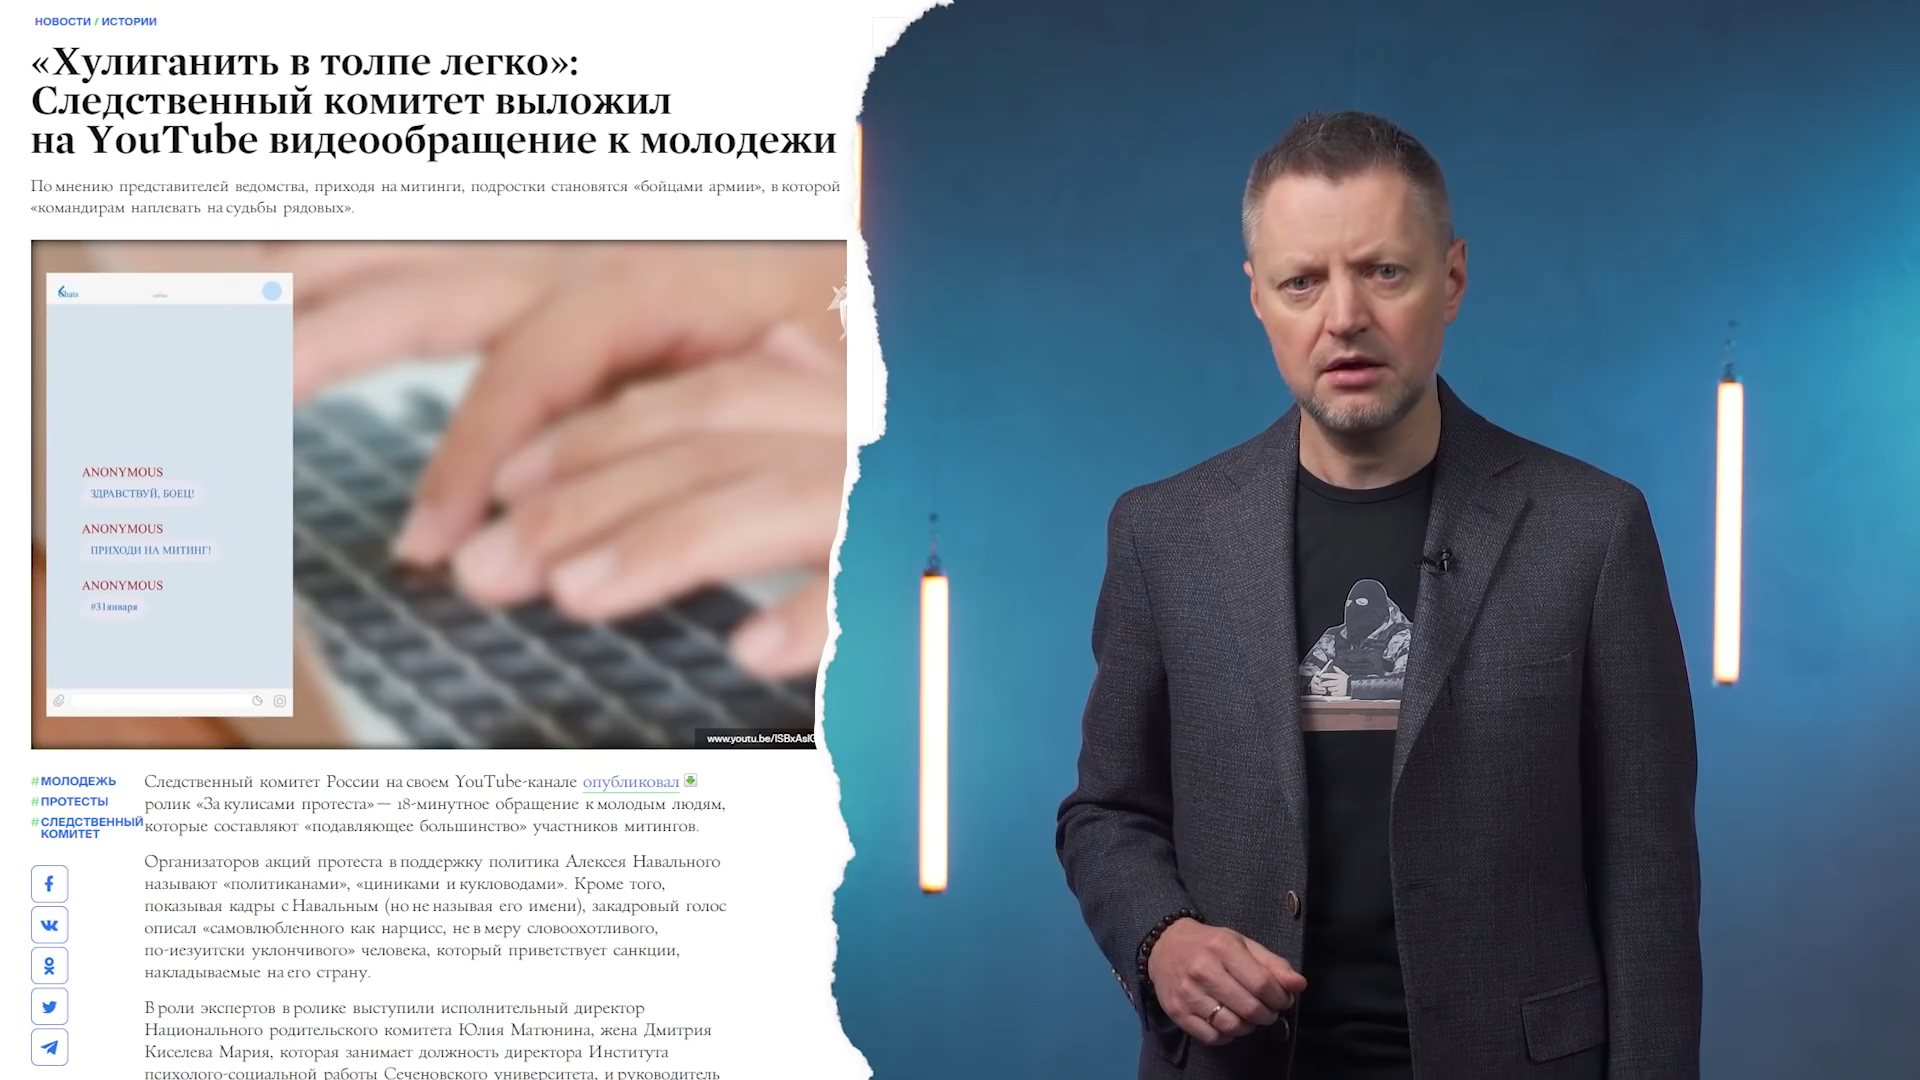 НОВОСТИ / ИСТОРИИ
«Хулиганить в толпе легко»:
Следственный комитет выложил
на YouTube видеообращение к молодежи
По мнению представителей ведомства, приходя на митинги, подростки становятся «бойцами армии», в которой
«командирам наплевать на судьбы рядовых».
ANONYMOUS
ЗДРАВСТВУЙ, БОЕЦ!
ANONYMOUS
ПРИХОДИ НА МИТИНГ!
ANONYMOUS
#31января
#МОЛОДЕЖЬ
#ПРОТЕСТЫ
#СЛЕДСТВЕННЫЙ
КОМИТЕТ
Следственный комитет России на своем YouTube-канале опубликовал
ролик «За кулисами протеста» — 18-минутное обращение к молодым людям,
которые составляют «подавляющее большинство» участников митингов.
Организаторов акций протеста в поддержку политика Алексея Навального
называют «политиканами», «циниками и кукловодами». Кроме того,
показывая кадры с Навальным (но не называя его имени), закадровый голос
описал «самовлюбленного как нарцисс, не в меру словоохотливого,
по-иезуитски уклончивого» человека, который приветствует санкции,
накладываемые на его страну.
В роли экспертов в ролике выступили исполнительный директор
Национального родительского комитета Юлия Матюнина, жена Дмитрия
Киселева Мария, которая занимает должность директора Института
психолого-социальной работы Сеченовского университета, и руководитель